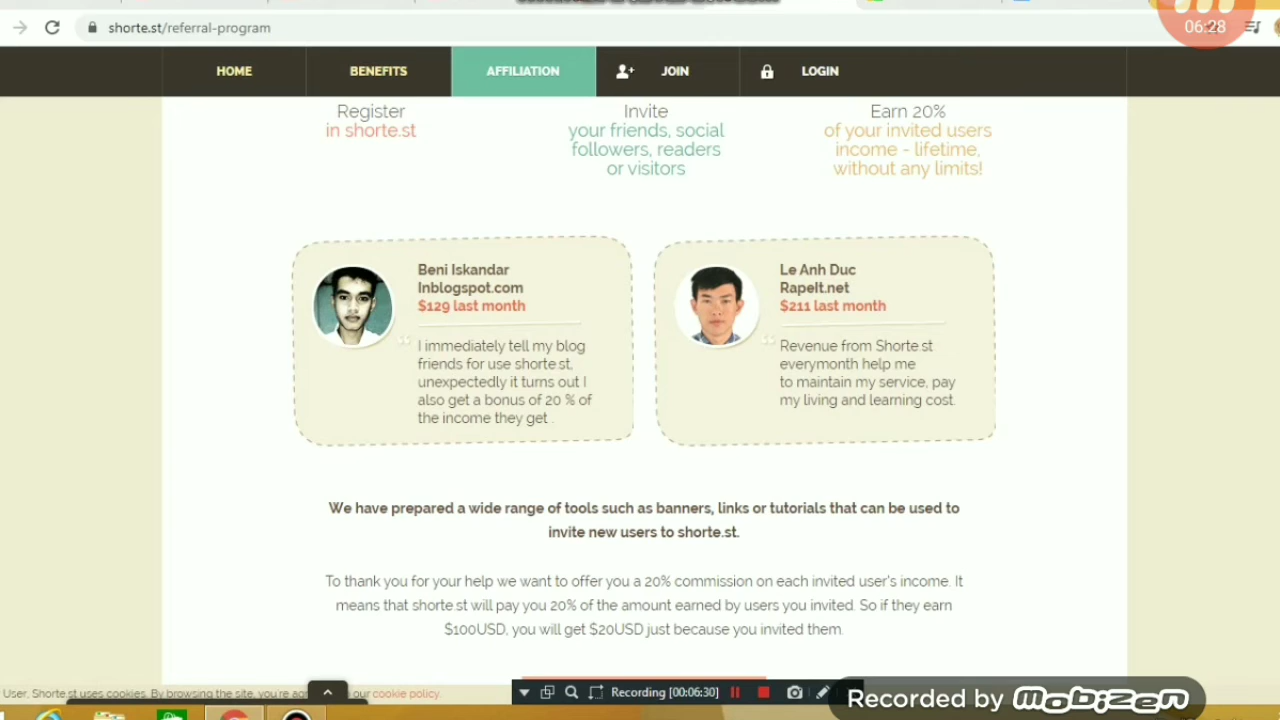 06:28
shorte.st/referral-program
HOME
BENEFITS
AFFILIATION
JOIN
LOGIN
Register
in shorte.st
Invite
your friends, social
followers, readers
or visitors
Earn 20%
of your invited users
income - lifetime,
without any limits!
Beni Iskandar
Inblogspot.com
$129 last month
I immediately tell my blog
friends for use shorte.st,
unexpectedly it turns out I
also get a bonus of 20 % of
the income they get .
Le Anh Duc
RapeIt.net
$211 last month
Revenue from Shorte.st
everymonth help me
to maintain my service, pay
my living and learning cost.
We have prepared a wide range of tools such as banners, links or tutorials that can be used to
invite new users to shorte.st.
To thank you for your help we want to offer you a 20% commission on each invited user's income. It
means that shorte.st will pay you 20% of the amount earned by users you invited. So if they earn
$100USD, you will get $20USD just because you invited them.
User, Shorte.st uses cookies. By browsing the site, you're
our cookie policy.
Recording [00:06:30]
Recorded by Mobizen